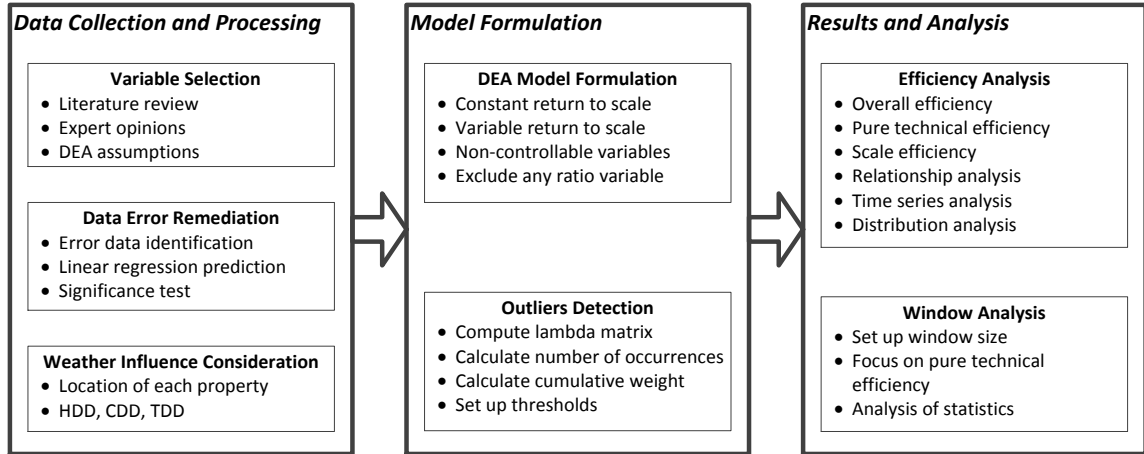 Data Collection and Processing
Variable Selection
• Literature review
• Expert opinions
• DEA assumptions
Data Error Remediation
• Error data identification
• Linear regression prediction
• Significance test
Weather Influence Consideration
• Location of each property
• HDD, CDD, TDD
Model Formulation
DEA Model Formulation
• Constant return to scale
• Variable return to scale
• Non-controllable variables
• Exclude any ratio variable
Outliers Detection
• Compute lambda matrix
• Calculate number of occurrences
• Calculate cumulative weight
• Set up thresholds
Results and Analysis
Efficiency Analysis
• Overall efficiency
• Pure technical efficiency
• Scale efficiency
• Relationship analysis
• Time series analysis
• Distribution analysis
Window Analysis
• Set up window size
• Focus on pure technical
efficiency
• Analysis of statistics